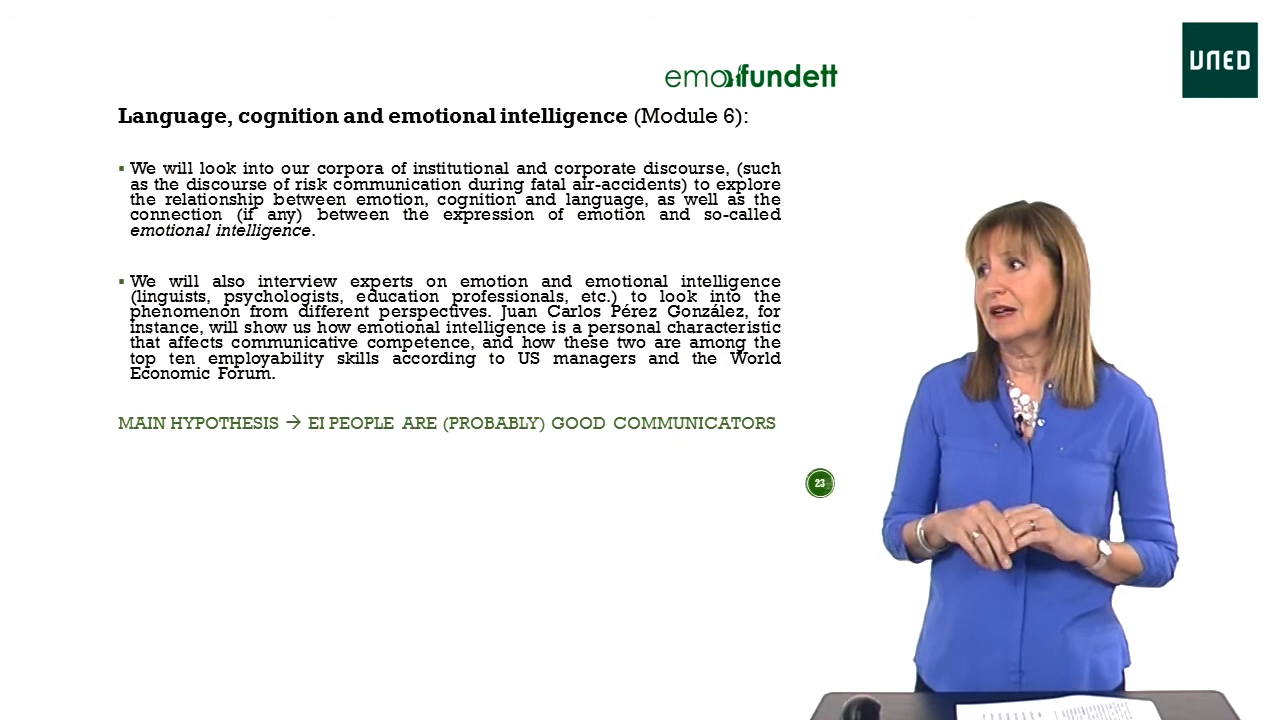 UNED
emo fundett
Language, cognition and emotional intelligence (Module 6):
▪ We will look into our corpora of institutional and corporate discourse, (such
as the discourse of risk communication during fatal air-accidents) to explore
the relationship between emotion, cognition and language, as well as the
connection (if any) between the expression of emotion and so-called
emotional intelligence.
▪ We will also interview experts on emotion and emotional intelligence
(linguists, psychologists, education professionals, etc.) to look into the
phenomenon from different perspectives. Juan Carlos Pérez González, for
instance, will show us how emotional intelligence is a personal characteristic
that affects communicative competence, and how these two are among the
top ten employability skills according to US managers and the World
Economic Forum.
MAIN HYPOTHESIS → EI PEOPLE ARE (PROBABLY) GOOD COMMUNICATORS
23